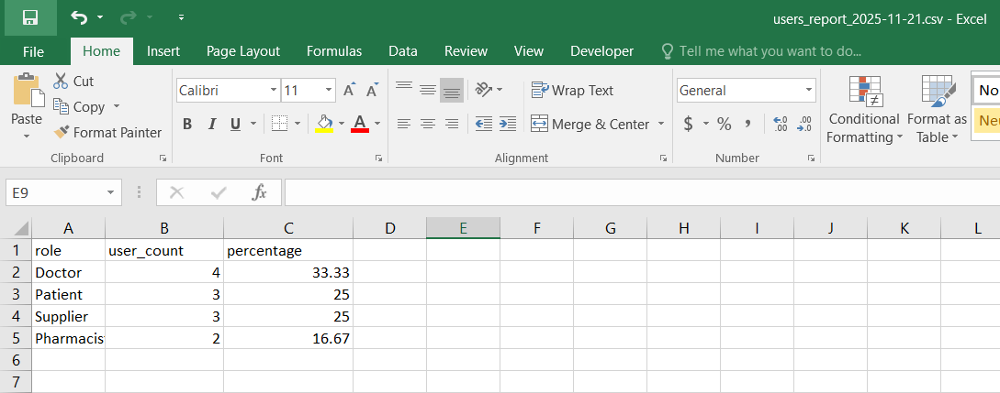 users_report_2025-11-21.csv - Excel
File Home Insert Page Layout Formulas Data Review View Developer Tell me what you want to do...
Paste
Cut
Copy
Format Painter
Clipboard
Calibri 11 A A
B I U A
Font
Wrap Text
Merge & Center
Alignment
General
$ % , .00 .00
Number
Conditional Formatting
Format as Table
No
Neu
E9 fx
A B C D E F G H I J K L
1 role user_count percentage
2 Doctor 4 33.33
3 Patient 3 25
4 Supplier 3 25
5 Pharmacis 2 16.67
6
7